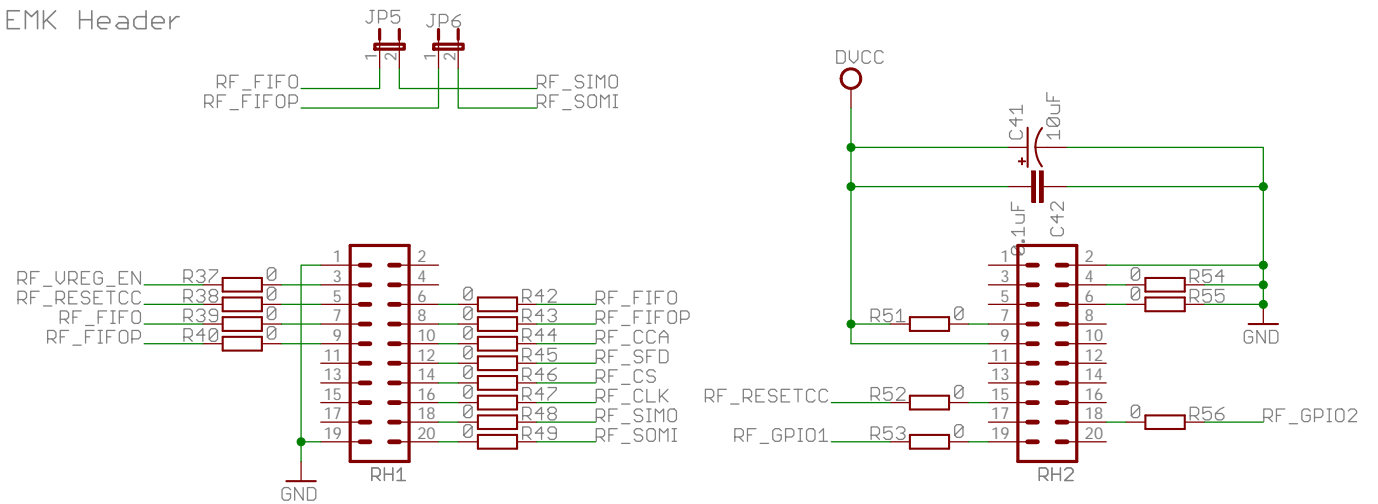 EMK Header
JP5
JP6
1
2
1
2
RF_FIFO
RF_SIMO
RF_FIFOP
RF_SOMI
DVCC
C41
10uF
+
0.1uF
C42
1
2
RF_VREG_EN
R37
0
3
4
RF_RESETCC
R38
0
5
6
0
R42
RF_FIFO
RF_FIFO
R39
0
7
8
0
R43
RF_FIFOP
RF_FIFOP
R40
0
9
10
0
R44
RF_CCA
11
12
0
R45
RF_SFD
13
14
0
R46
RF_CS
15
16
0
R47
RF_CLK
17
18
0
R48
RF_SIMO
19
20
0
R49
RF_SOMI
RH1
GND
1
2
3
4
0
R54
5
6
0
R55
R51
0
7
8
GND
9
10
11
12
13
14
RF_RESETCC
R52
0
15
16
17
18
0
R56
RF_GPIO2
RF_GPIO1
R53
0
19
20
RH2